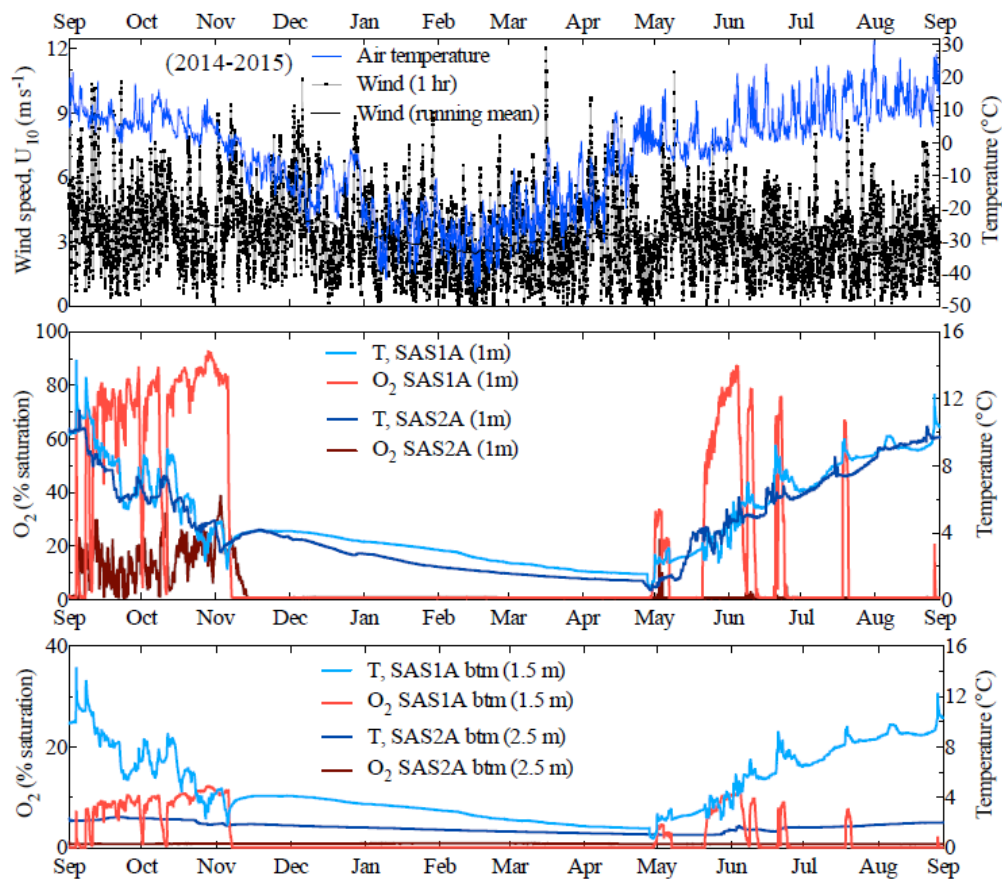 Sep Oct Nov Dec Jan Feb Mar Apr May Jun Jul Aug Sep
(2014-2015)
Air temperature
Wind (1 hr)
Wind (running mean)
Wind speed, U10 (m s-1)
12
9
6
3
0
Temperature (°C)
30
20
10
0
-10
-20
-30
-40
-50
100
80
60
40
20
0
O2 (% saturation)
T, SAS1A (1m)
O2 SAS1A (1m)
T, SAS2A (1m)
O2 SAS2A (1m)
16
12
8
4
0
Temperature (°C)
Sep Oct Nov Dec Jan Feb Mar Apr May Jun Jul Aug Sep
40
20
0
O2 (% saturation)
T, SAS1A btm (1.5 m)
O2 SAS1A btm (1.5 m)
T, SAS2A btm (2.5 m)
O2 SAS2A btm (2.5 m)
16
12
8
4
0
Temperature (°C)
Sep Oct Nov Dec Jan Feb Mar Apr May Jun Jul Aug Sep